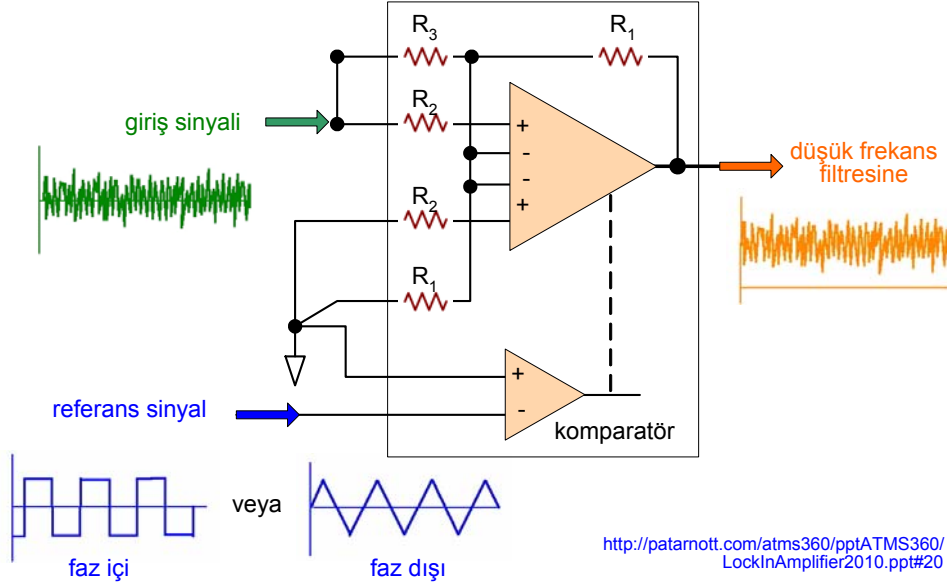 R3
R1
giriş sinyali
R2
+
-
-
+
düşük frekans
filtresine
R2
R1
+
-
referans sinyal
komparatör
veya
faz içi
faz dışı
http://patarnott.com/atms360/pptATMS360/
LockInAmplifier2010.ppt#20